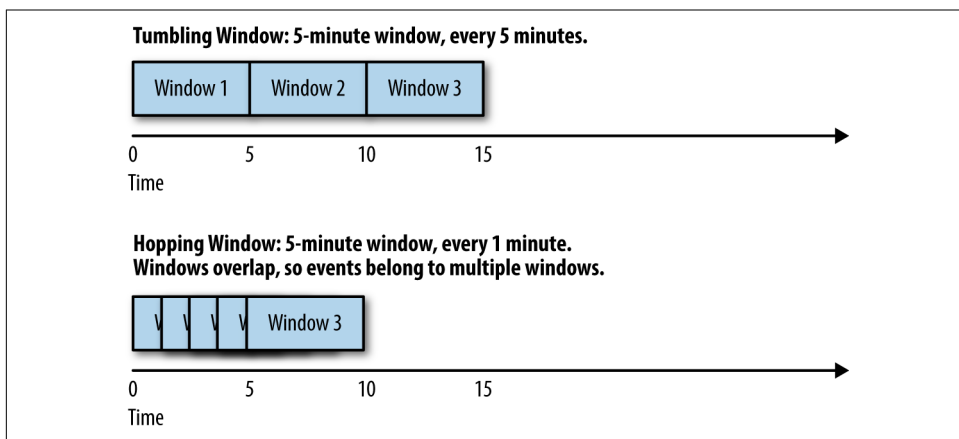 Tumbling Window: 5-minute window, every 5 minutes.
Window 1 Window 2 Window 3
0 5 10 15
Time
Hopping Window: 5-minute window, every 1 minute.
Windows overlap, so events belong to multiple windows.
Window 3
0 5 10 15
Time